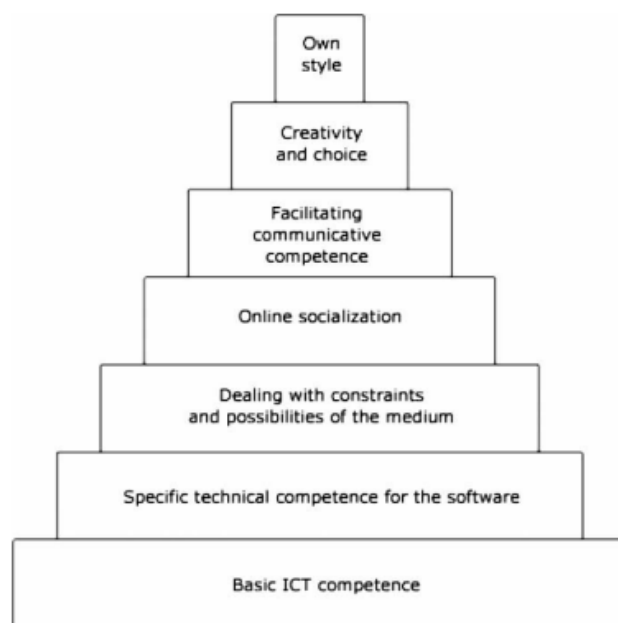 Own
style
Creativity
and choice
Facilitating
communicative
competence
Online socialization
Dealing with constraints
and possibilities of the medium
Specific technical competence for the software
Basic ICT competence